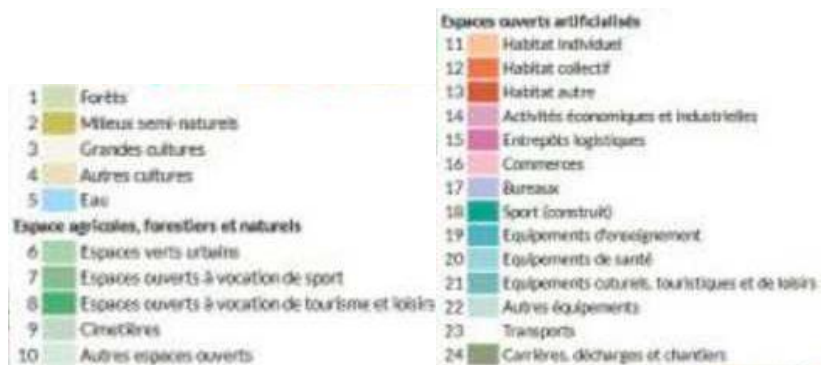 1 Forêts
2 Milieux semi-naturels
3 Grandes cultures
4 Autres cultures
5 Eau
Espace agricoles, forestiers et naturels
6 Espaces verts urbains
7 Espaces ouverts à vocation de sport
8 Espaces ouverts à vocation de tourisme et loisirs
9 Cimetières
10 Autres espaces ouverts
Espaces ouverts artificialisés
11 Habitat individuel
12 Habitat collectif
13 Habitat autre
14 Activités économiques et industrielles
15 Entrepôts logistiques
16 Commerces
17 Bureaux
18 Sport (construit)
19 Equipements d'enseignement
20 Equipements de santé
21 Equipements cuturels, touristiques et de loisirs
22 Autres équipements
23 Transports
24 Carrières, décharges et chantiers